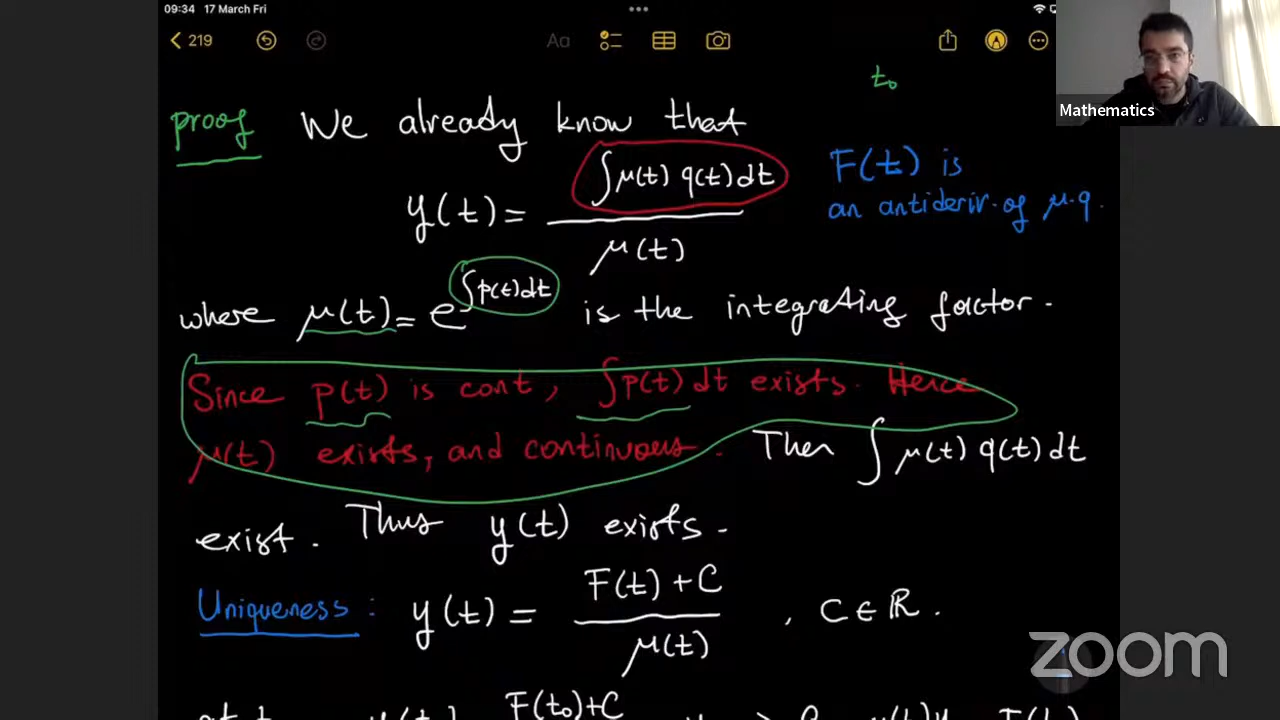 09:34 17 March Fri
219
Aa
t₀
Mathematics
proof We already know that
y(t) = ∫μ(t) q(t)dt / μ(t)
F(t) is
an antideriv. of μ.q.
where μ(t) = e^∫p(t)dt is the integrating factor.
Since p(t) is cont, ∫p(t) dt exists. Hence
μ(t) exists, and continuous. Then ∫ μ(t) q(t) dt
exist. Thus y(t) exists.
Uniqueness: y(t) = F(t) + C / μ(t) , C ∈ ℝ.
F(t₀)+C
zoom